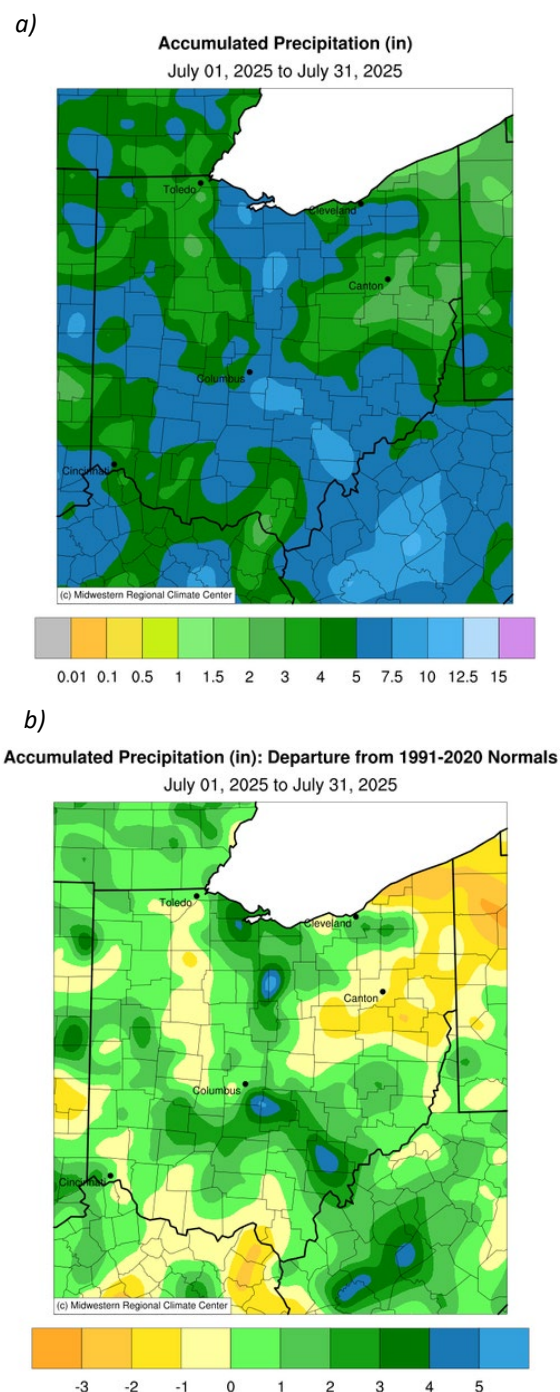 a)
Accumulated Precipitation (in)
July 01, 2025 to July 31, 2025
Toledo
Cleveland
Canton
Columbus
Cincinnati
(c) Midwestern Regional Climate Center
0.01 0.1 0.5 1 1.5 2 3 4 5 7.5 10 12.5 15
b)
Accumulated Precipitation (in): Departure from 1991-2020 Normals
July 01, 2025 to July 31, 2025
Toledo
Cleveland
Canton
Columbus
Cincinnati
(c) Midwestern Regional Climate Center
-3 -2 -1 0 1 2 3 4 5